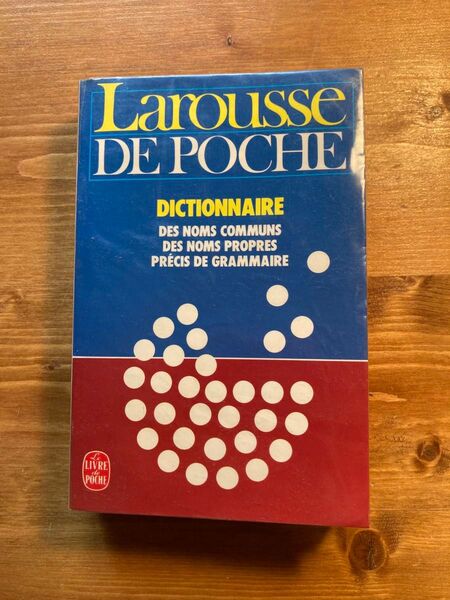 Larousse
DE POCHE
DICTIONNAIRE
DES NOMS COMMUNS
DES NOMS PROPRES
PRÉCIS DE GRAMMAIRE
Le
LIVRE
de
POCHE